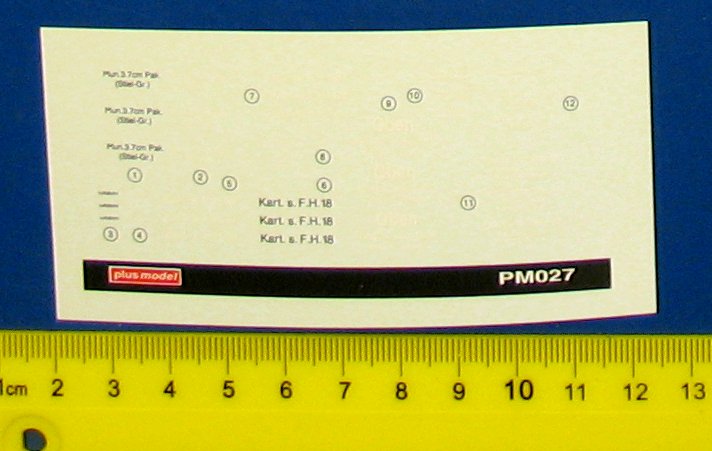 Mun.3.7cm Pak.
(Stiel-Gr.)
7
10
9
12
Mun.3.7cm Pak.
(Stiel-Gr.)
Mun.3.7cm Pak.
(Stiel-Gr.)
8
1
2
5
6
Kart. s. F.H.18
11
Kart. s. F.H.18
3
4
Kart. s. F.H.18
plus model
PM027
1cm 2 3 4 5 6 7 8 9 10 11 12 13